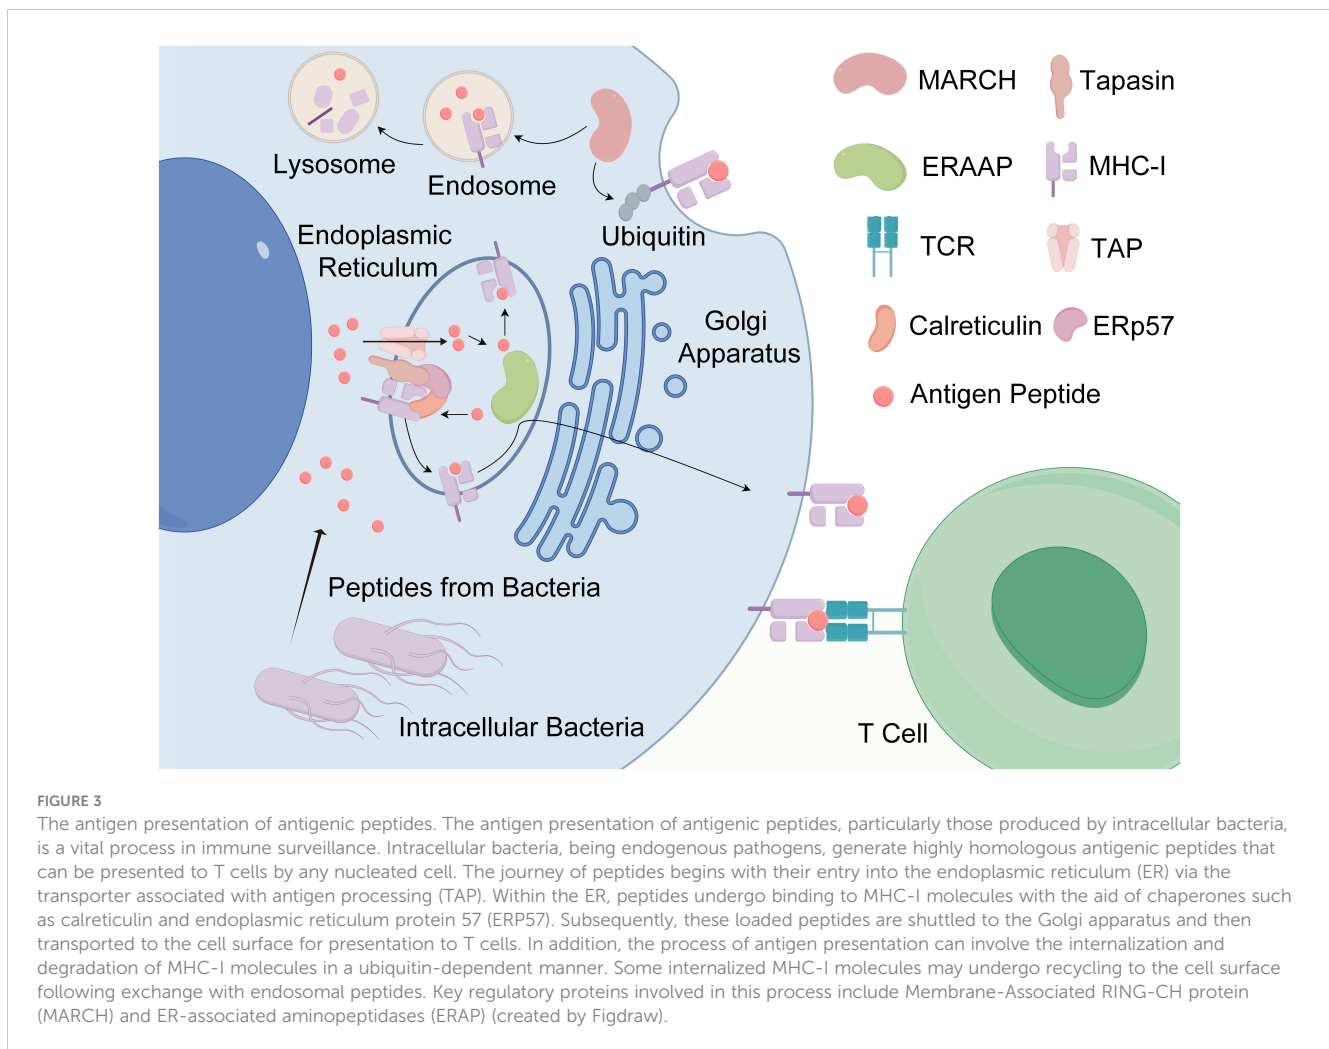 MARCH
Tapasin
ERAAP
MHC-I
TCR
TAP
Calreticulin
ERp57
Antigen Peptide
Lysosome
Endosome
Ubiquitin
Endoplasmic
Reticulum
Golgi
Apparatus
Peptides from Bacteria
Intracellular Bacteria
T Cell
FIGURE 3
The antigen presentation of antigenic peptides. The antigen presentation of antigenic peptides, particularly those produced by intracellular bacteria,
is a vital process in immune surveillance. Intracellular bacteria, being endogenous pathogens, generate highly homologous antigenic peptides that
can be presented to T cells by any nucleated cell. The journey of peptides begins with their entry into the endoplasmic reticulum (ER) via the
transporter associated with antigen processing (TAP). Within the ER, peptides undergo binding to MHC-I molecules with the aid of chaperones such
as calreticulin and endoplasmic reticulum protein 57 (ERP57). Subsequently, these loaded peptides are shuttled to the Golgi apparatus and then
transported to the cell surface for presentation to T cells. In addition, the process of antigen presentation can involve the internalization and
degradation of MHC-I molecules in a ubiquitin-dependent manner. Some internalized MHC-I molecules may undergo recycling to the cell surface
following exchange with endosomal peptides. Key regulatory proteins involved in this process include Membrane-Associated RING-CH protein
(MARCH) and ER-associated aminopeptidases (ERAP) (created by Figdraw).